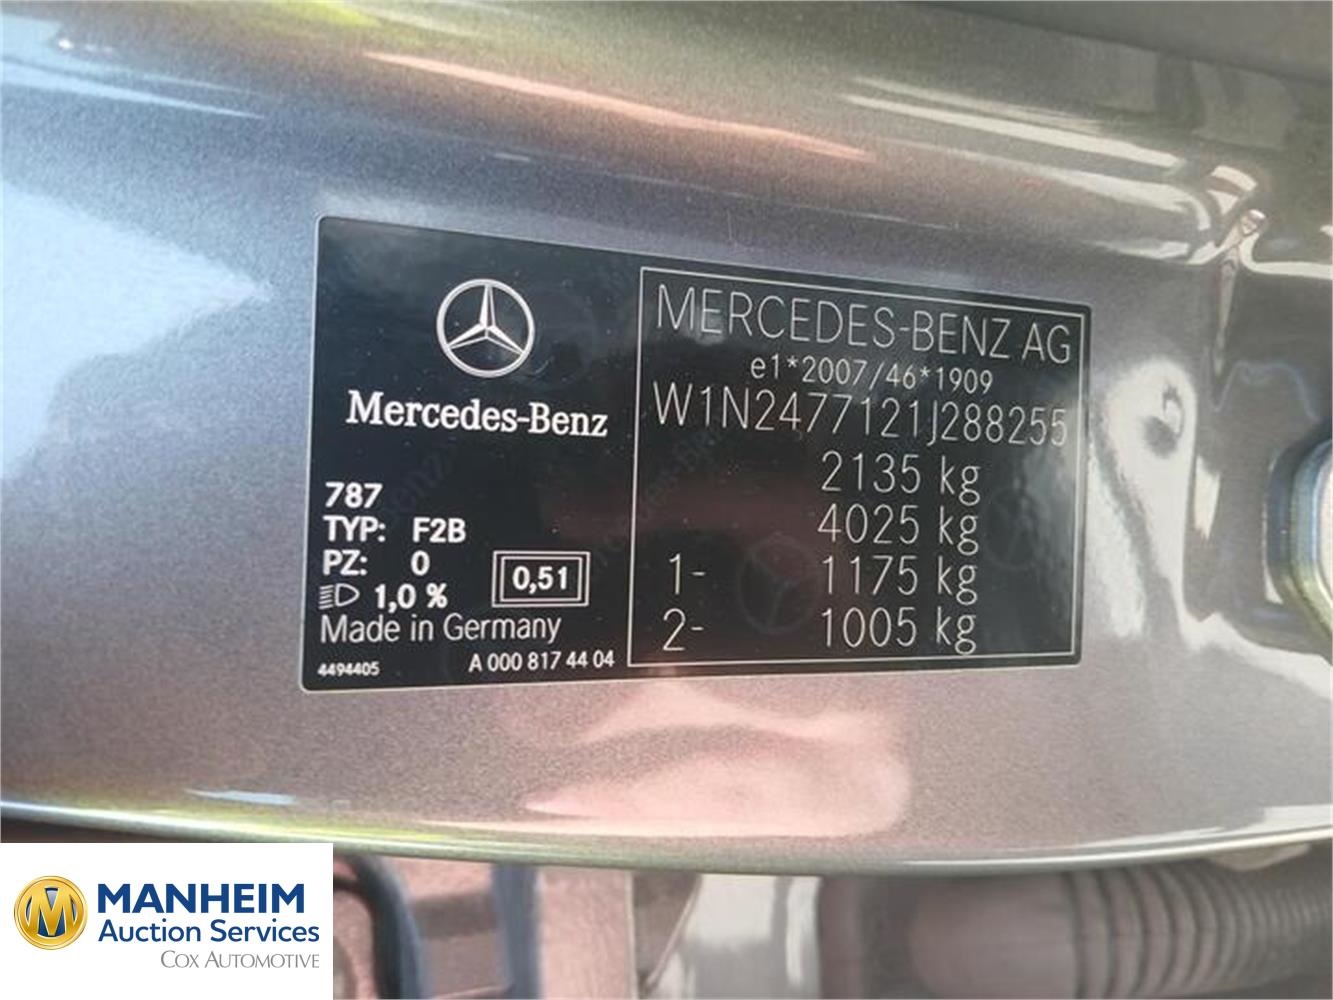 Mercedes-Benz
787
TYP: F2B
PZ: 0
1,0 %
0,51
Made in Germany
4494405
A 000 817 44 04
MERCEDES-BENZ AG
e1*2007/46*1909
W1N2477121J288255
2135 kg
4025 kg
1- 1175 kg
2- 1005 kg
MANHEIM
Auction Services
COX AUTOMOTIVE